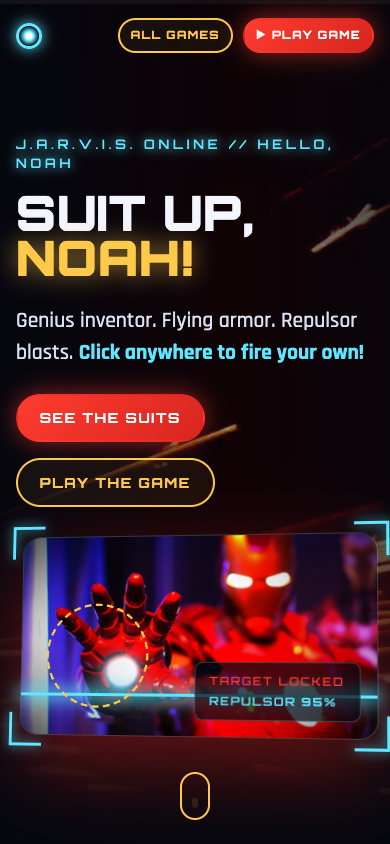 ALL GAMES
▶ PLAY GAME
J.A.R.V.I.S. ONLINE // HELLO,
NOAH
SUIT UP,
NOAH!
Genius inventor. Flying armor. Repulsor
blasts. Click anywhere to fire your own!
SEE THE SUITS
PLAY THE GAME
TARGET LOCKED
REPULSOR 95%